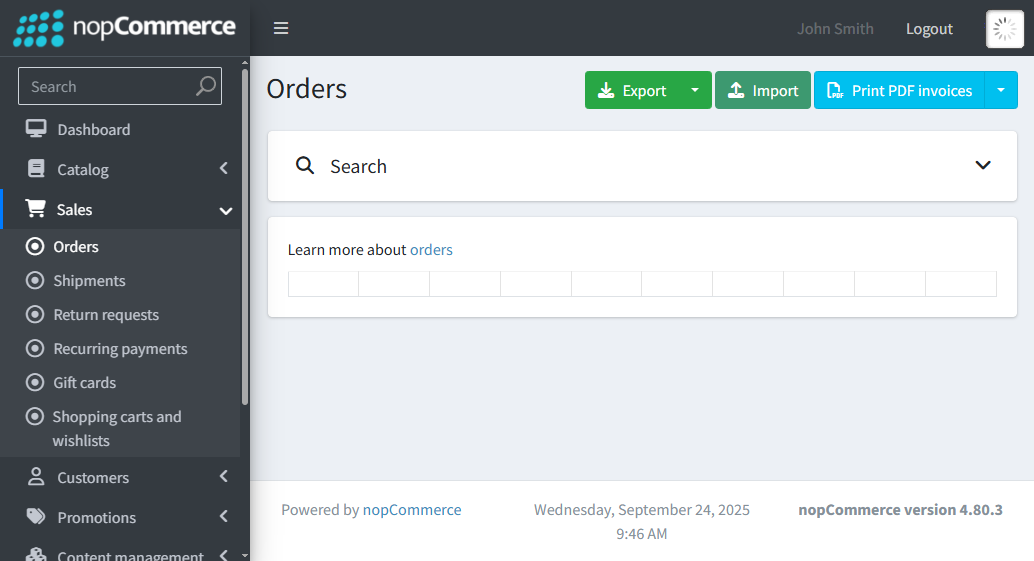 nopCommerce
John Smith
Logout
Search
Dashboard
Catalog
Sales
Orders
Shipments
Return requests
Recurring payments
Gift cards
Shopping carts and
wishlists
Customers
Promotions
Content management
Orders
Export
Import
PDF
Print PDF invoices
Search
Learn more about orders
Powered by nopCommerce
Wednesday, September 24, 2025
9:46 AM
nopCommerce version 4.80.3